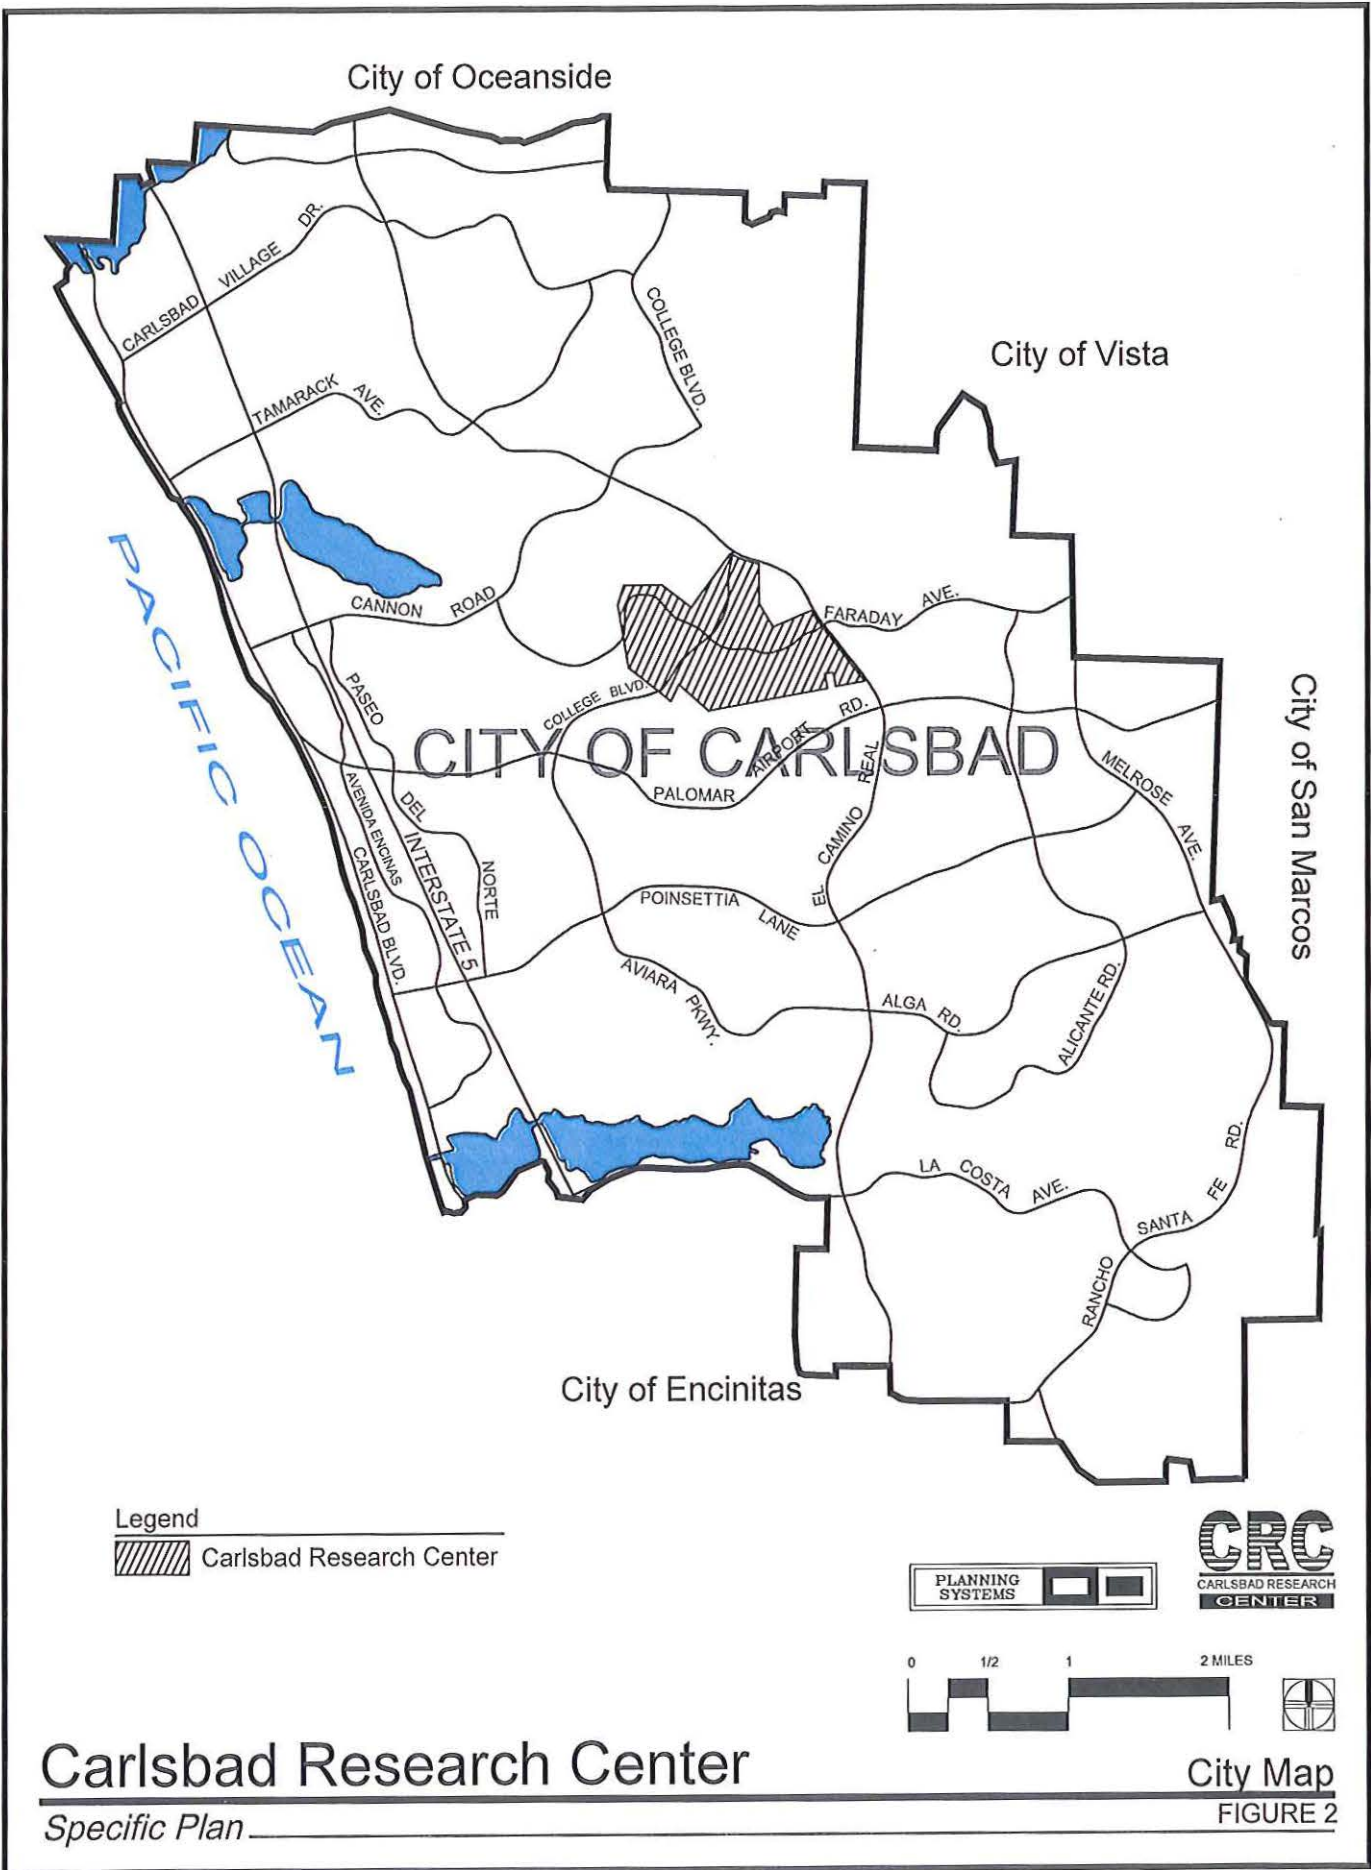 City of Oceanside
CARLSBAD VILLAGE DR.
COLLEGE BLVD.
City of Vista
TAMARACK AVE.
PACIFIC OCEAN
CANNON ROAD
FARADAY AVE.
PASEO DEL NORTE
COLLEGE BLVD.
City of San Marcos
CITY OF CARLSBAD
PALOMAR AIRPORT RD.
MELROSE AVE.
AVENIDA ENCINAS
CARLSBAD BLVD.
INTERSTATE 5
EL CAMINO REAL
POINSETTIA LANE
AVIARA PKWY.
ALGA RD.
ALICANTE RD.
LA COSTA AVE.
RANCHO SANTA FE RD.
City of Encinitas
Legend
Carlsbad Research Center
PLANNING
SYSTEMS
CRC
CARLSBAD RESEARCH
CENTER
0 1/2 1 2 MILES
Carlsbad Research Center
City Map
FIGURE 2
Specific Plan